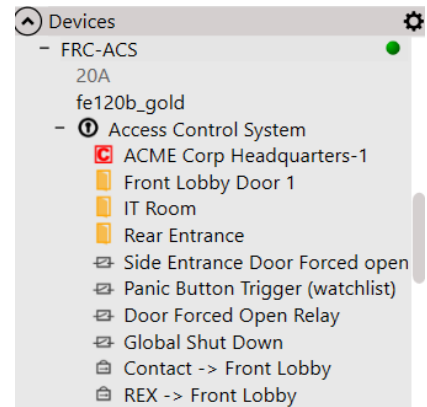 Devices
FRC-ACS
20A
fe120b_gold
Access Control System
C ACME Corp Headquarters-1
Front Lobby Door 1
IT Room
Rear Entrance
Side Entrance Door Forced open
Panic Button Trigger (watchlist)
Door Forced Open Relay
Global Shut Down
Contact -> Front Lobby
REX -> Front Lobby